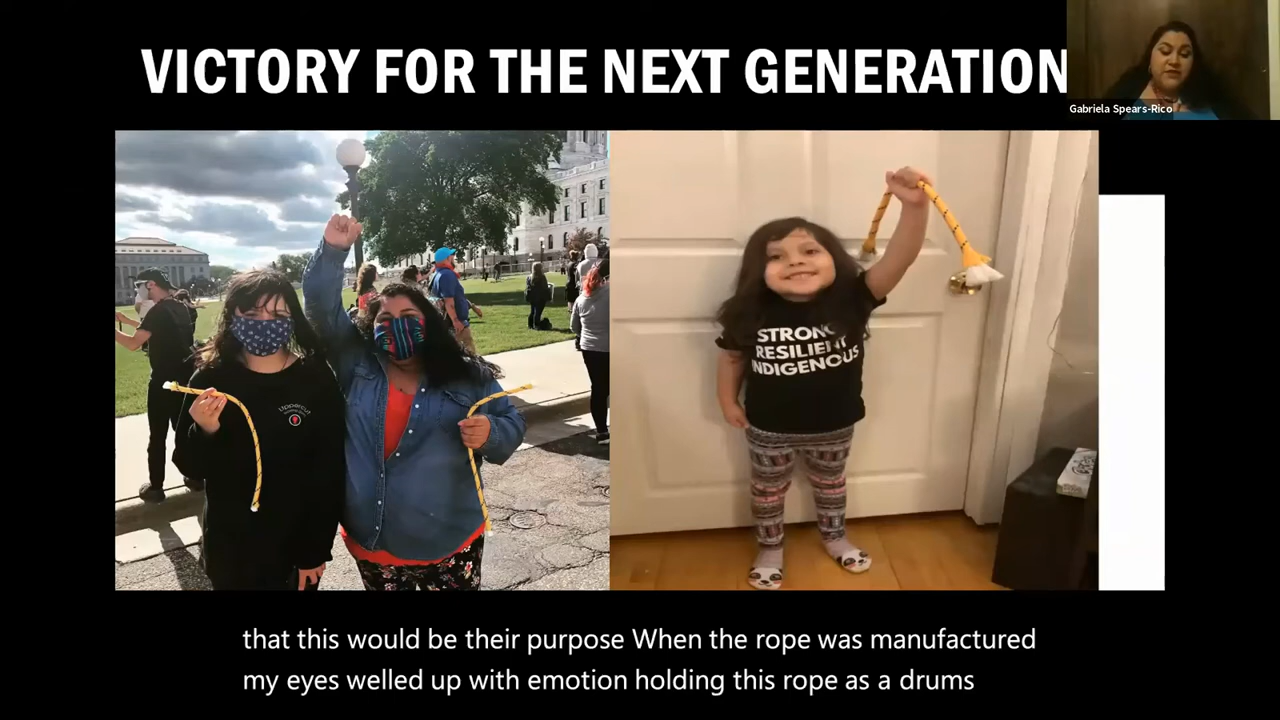 VICTORY FOR THE NEXT GENERATION
Gabriela Spears-Rico
Uppercut
STRONG
RESILIENT
INDIGENOUS
that this would be their purpose When the rope was manufactured
my eyes welled up with emotion holding this rope as a drums